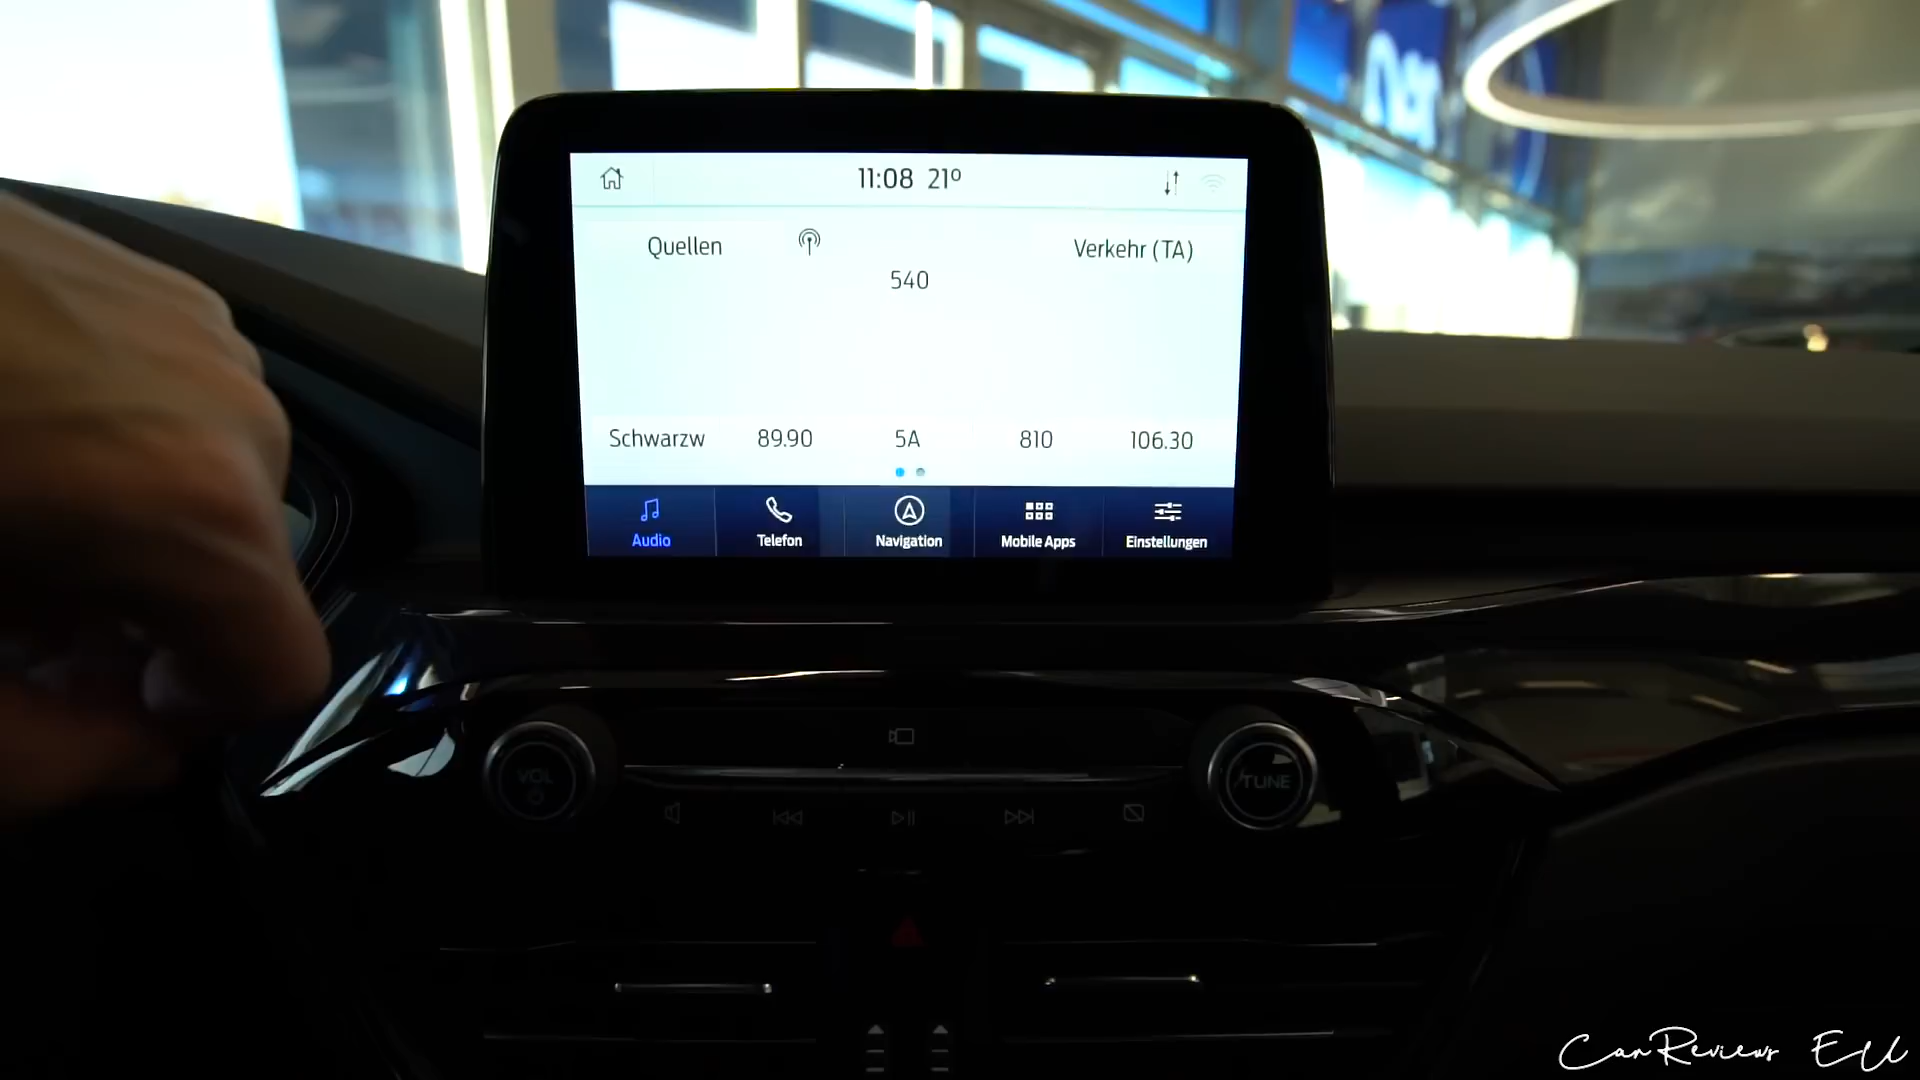 11:08 21º
Quellen
Verkehr (TA)
540
Schwarzw 89.90 5A 810 106.30
Audio Telefon Navigation Mobile Apps Einstellungen
VOL
TUNE
CarReviews EU